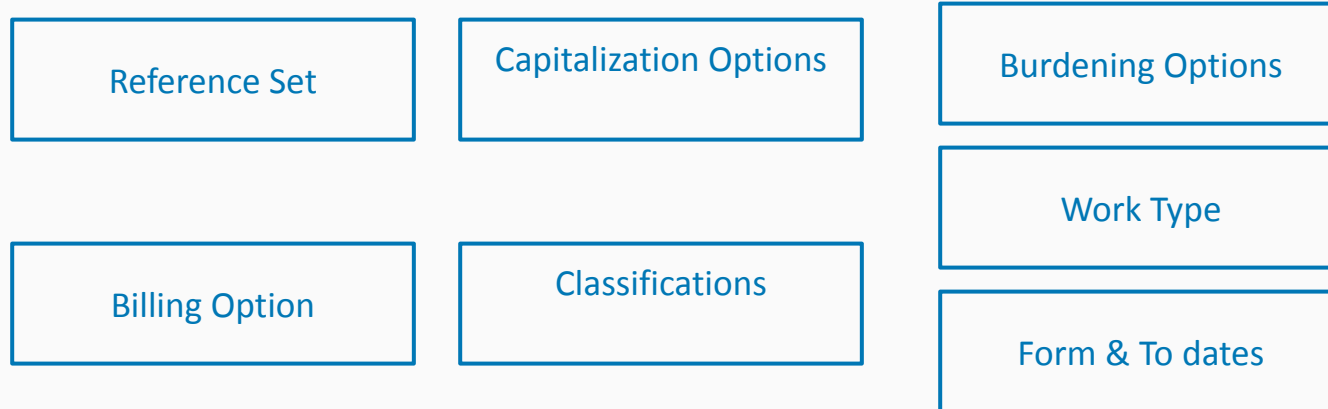 Reference Set
Capitalization Options
Burdening Options
Work Type
Billing Option
Classifications
Form & To dates